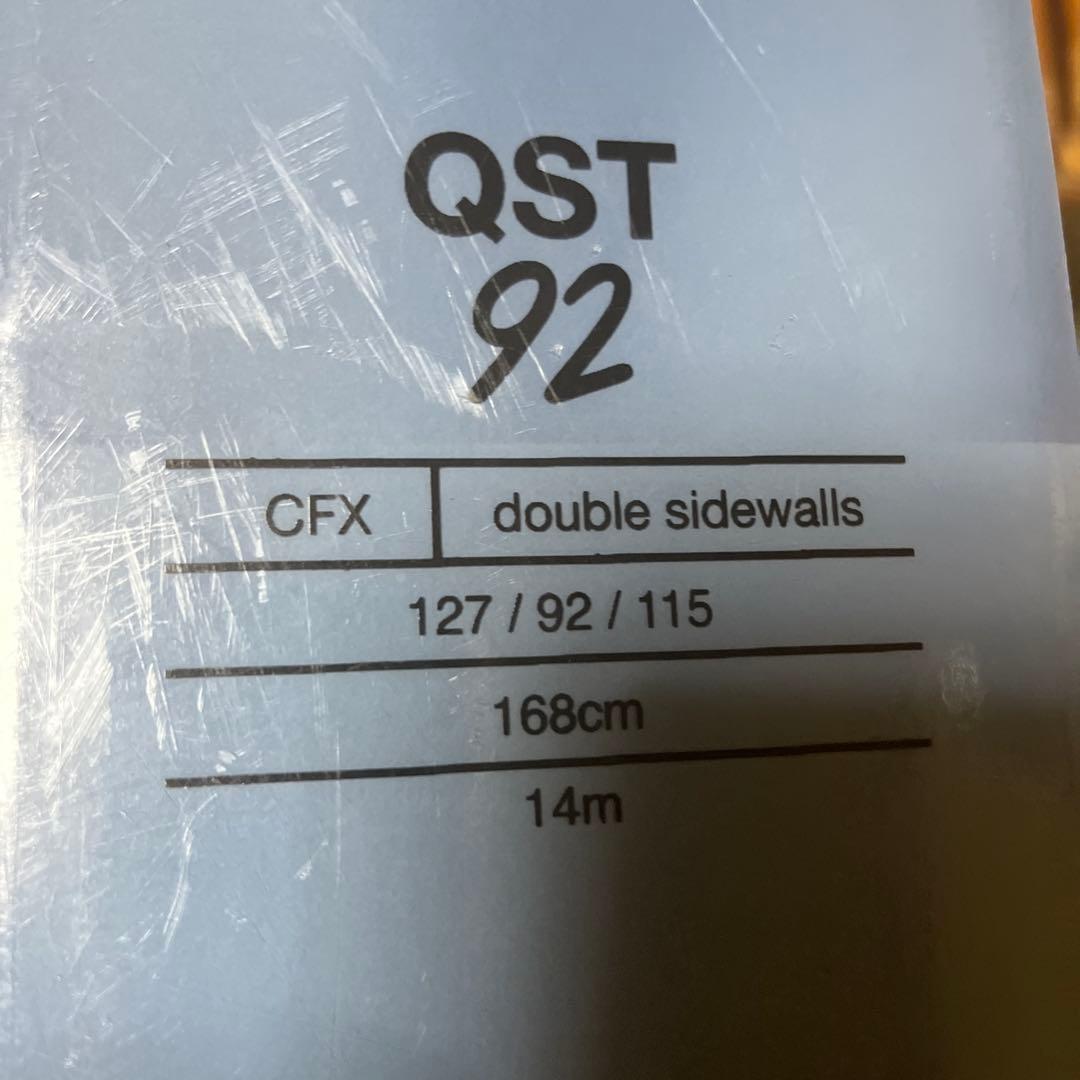 QST
92
CFX double sidewalls
127 / 92 / 115
168cm
14m